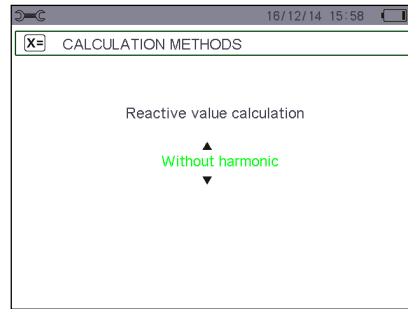 16/12/14 15:58
X= CALCULATION METHODS
Reactive value calculation
Without harmonic